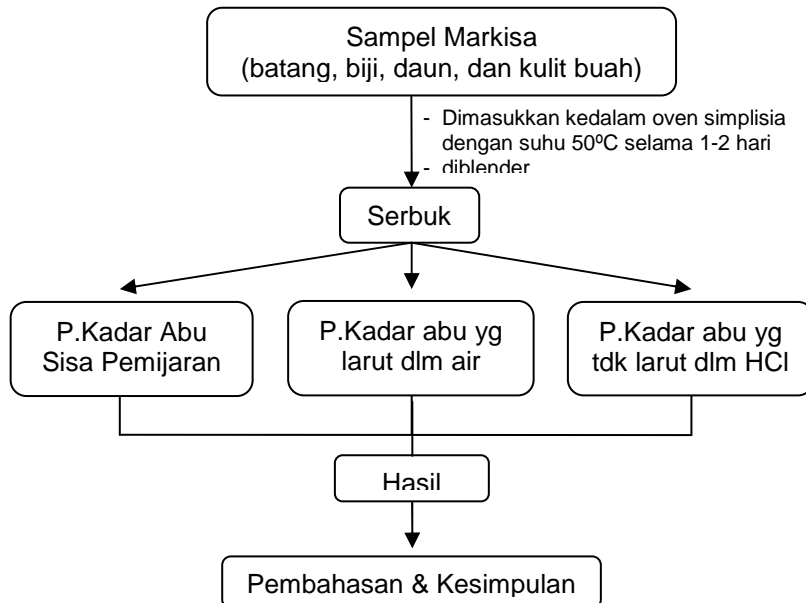 Sampel Markisa
(batang, biji, daun, dan kulit buah)
- Dimasukkan kedalam oven simplisia
dengan suhu 50ºC selama 1-2 hari
- diblender
Serbuk
P.Kadar Abu
Sisa Pemijaran
P.Kadar abu yg
larut dlm air
P.Kadar abu yg
tdk larut dlm HCl
Hasil
Pembahasan & Kesimpulan